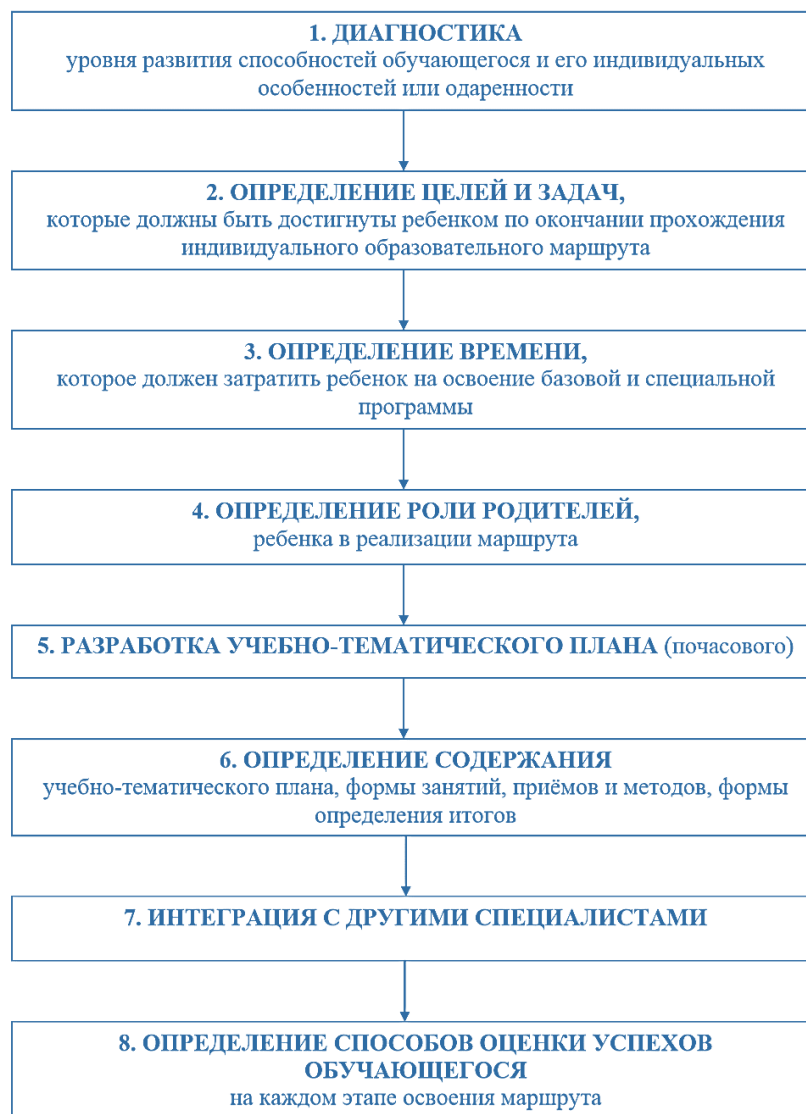 1. ДИАГНОСТИКА
уровня развития способностей обучающегося и его индивидуальных
особенностей или одаренности
2. ОПРЕДЕЛЕНИЕ ЦЕЛЕЙ И ЗАДАЧ,
которые должны быть достигнуты ребенком по окончании прохождения
индивидуального образовательного маршрута
3. ОПРЕДЕЛЕНИЕ ВРЕМЕНИ,
которое должен затратить ребенок на освоение базовой и специальной
программы
4. ОПРЕДЕЛЕНИЕ РОЛИ РОДИТЕЛЕЙ,
ребенка в реализации маршрута
5. РАЗРАБОТКА УЧЕБНО-ТЕМАТИЧЕСКОГО ПЛАНА (почасового)
6. ОПРЕДЕЛЕНИЕ СОДЕРЖАНИЯ
учебно-тематического плана, формы занятий, приёмов и методов, формы
определения итогов
7. ИНТЕГРАЦИЯ С ДРУГИМИ СПЕЦИАЛИСТАМИ
8. ОПРЕДЕЛЕНИЕ СПОСОБОВ ОЦЕНКИ УСПЕХОВ
ОБУЧАЮЩЕГОСЯ
на каждом этапе освоения маршрута